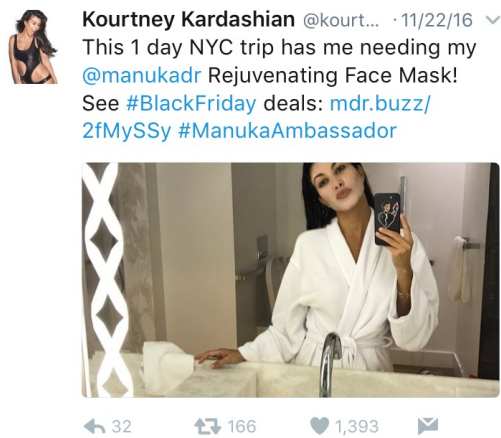 Kourtney Kardashian @kourt... · 11/22/16
This 1 day NYC trip has me needing my
@manukadr Rejuvenating Face Mask!
See #BlackFriday deals: mdr.buzz/
2fMySSy #ManukaAmbassador
32 166 1,393